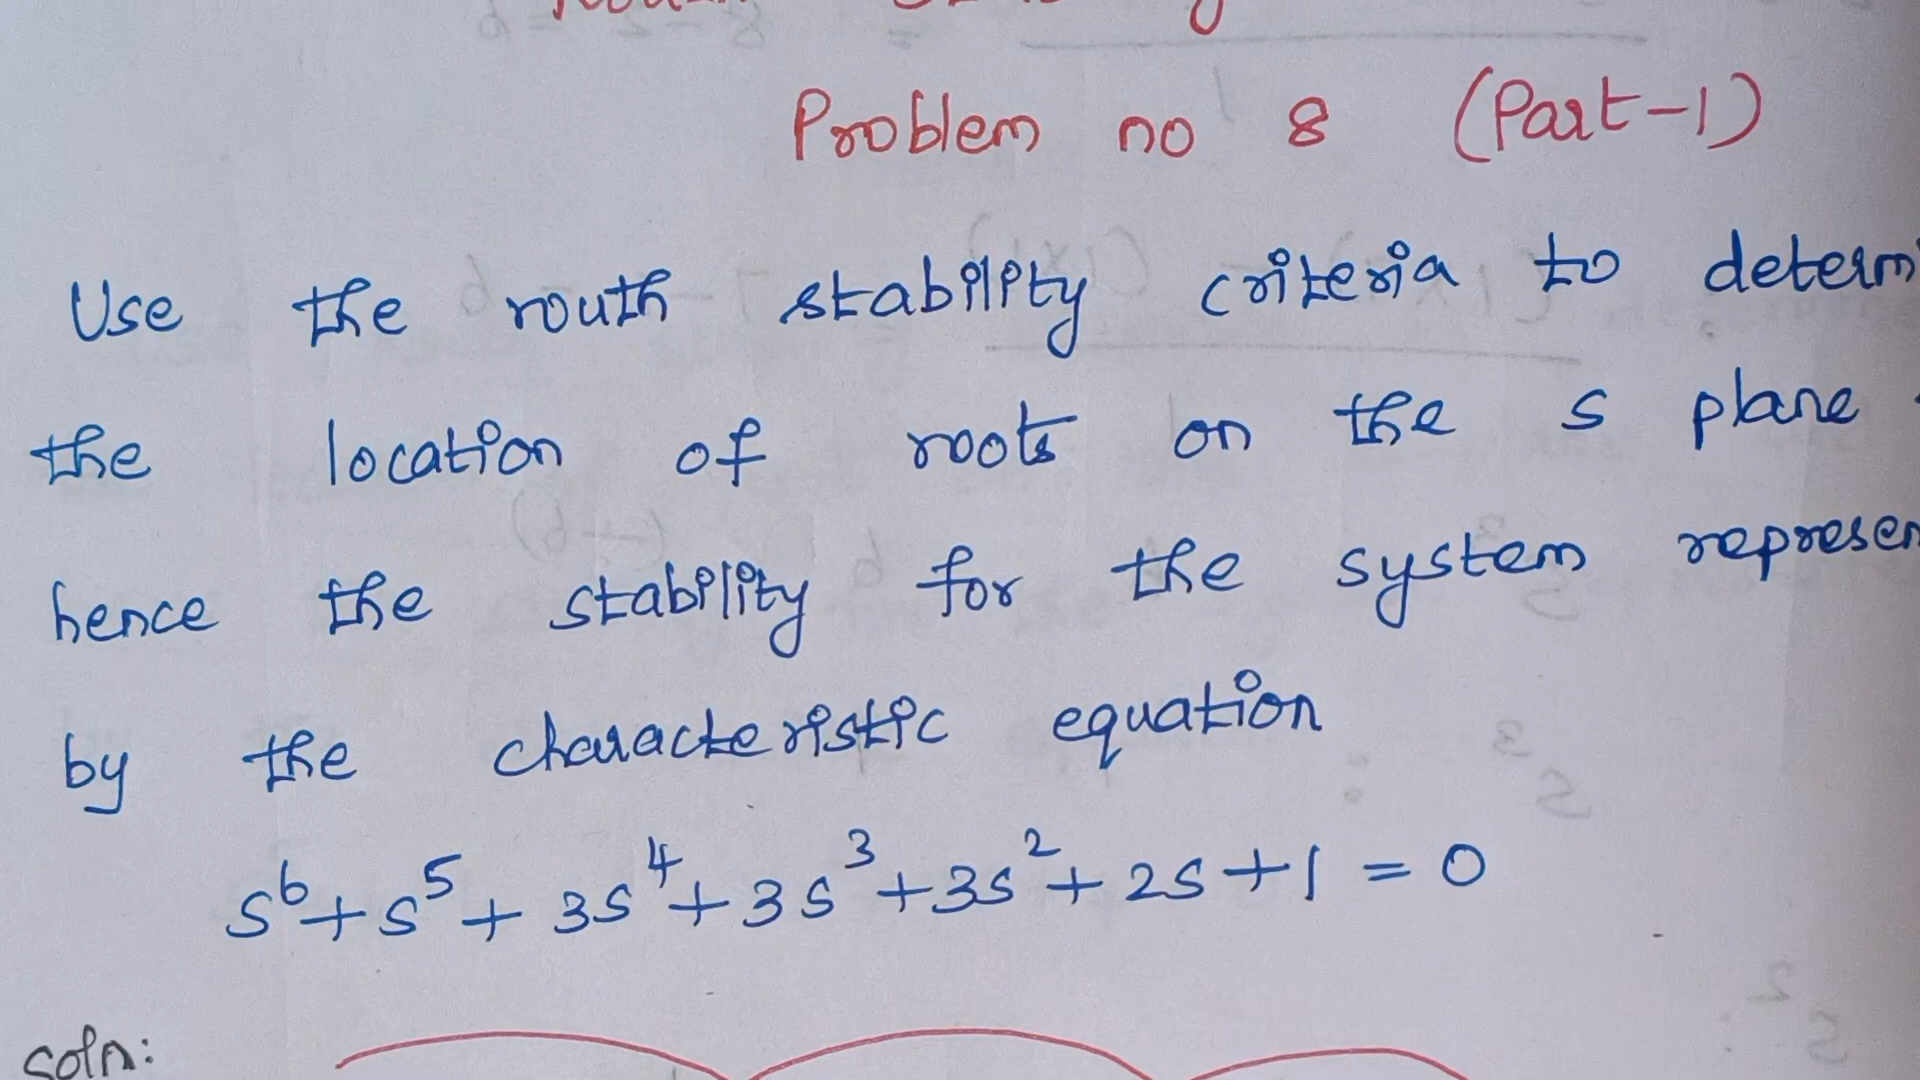 Problem no 8 (Part-1)
Use the routh stability criteria to determi
the location of roots on the s plane
hence the stability for the system represen
by the characteristic equation
s⁶+s⁵+3s⁴+3s³+3s²+2s+1=0
soln: